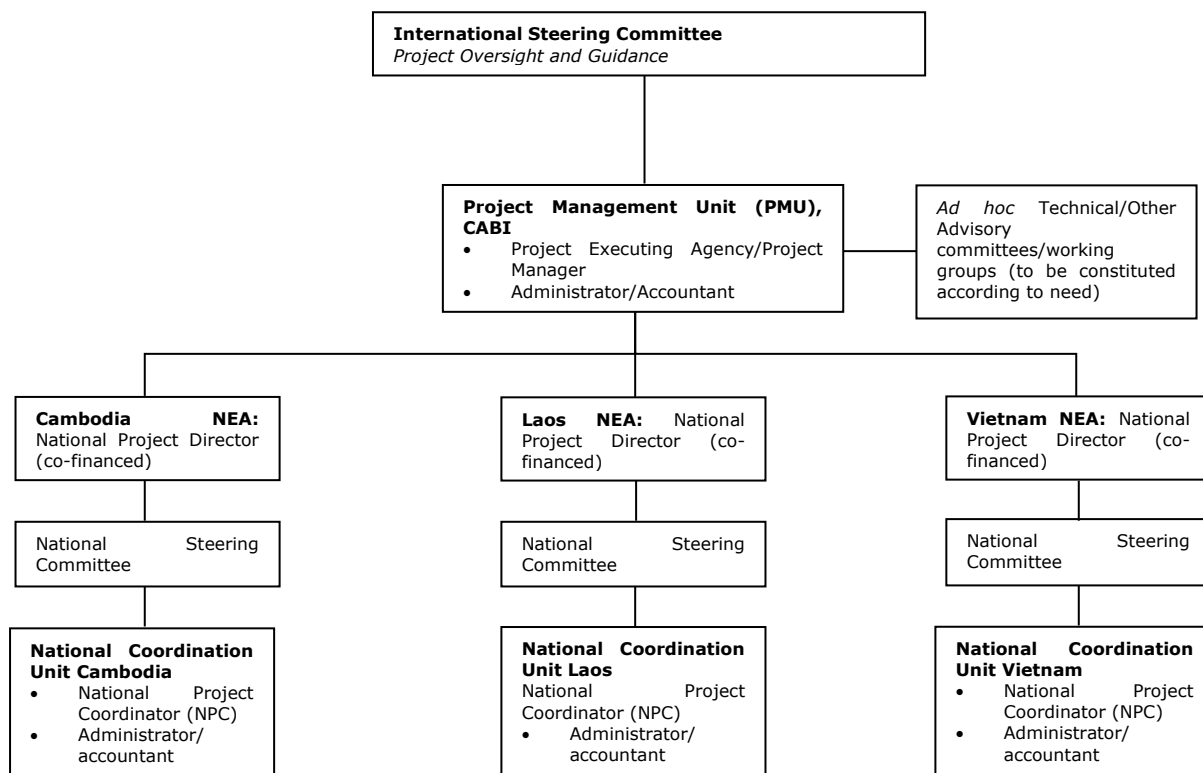 International Steering Committee
Project Oversight and Guidance
Project Management Unit (PMU),
CABI
• Project Executing Agency/Project
Manager
• Administrator/Accountant
Ad hoc Technical/Other
Advisory
committees/working
groups (to be constituted
according to need)
Cambodia NEA:
National Project Director
(co-financed)
Laos NEA: National
Project Director (co-
financed)
Vietnam NEA: National
Project Director (co-
financed)
National Steering
Committee
National Steering
Committee
National Steering
Committee
National Coordination
Unit Cambodia
• National Project
Coordinator (NPC)
• Administrator/
accountant
National Coordination
Unit Laos
National Project
Coordinator (NPC)
• Administrator/
accountant
National Coordination
Unit Vietnam
• National Project
Coordinator (NPC)
• Administrator/
accountant